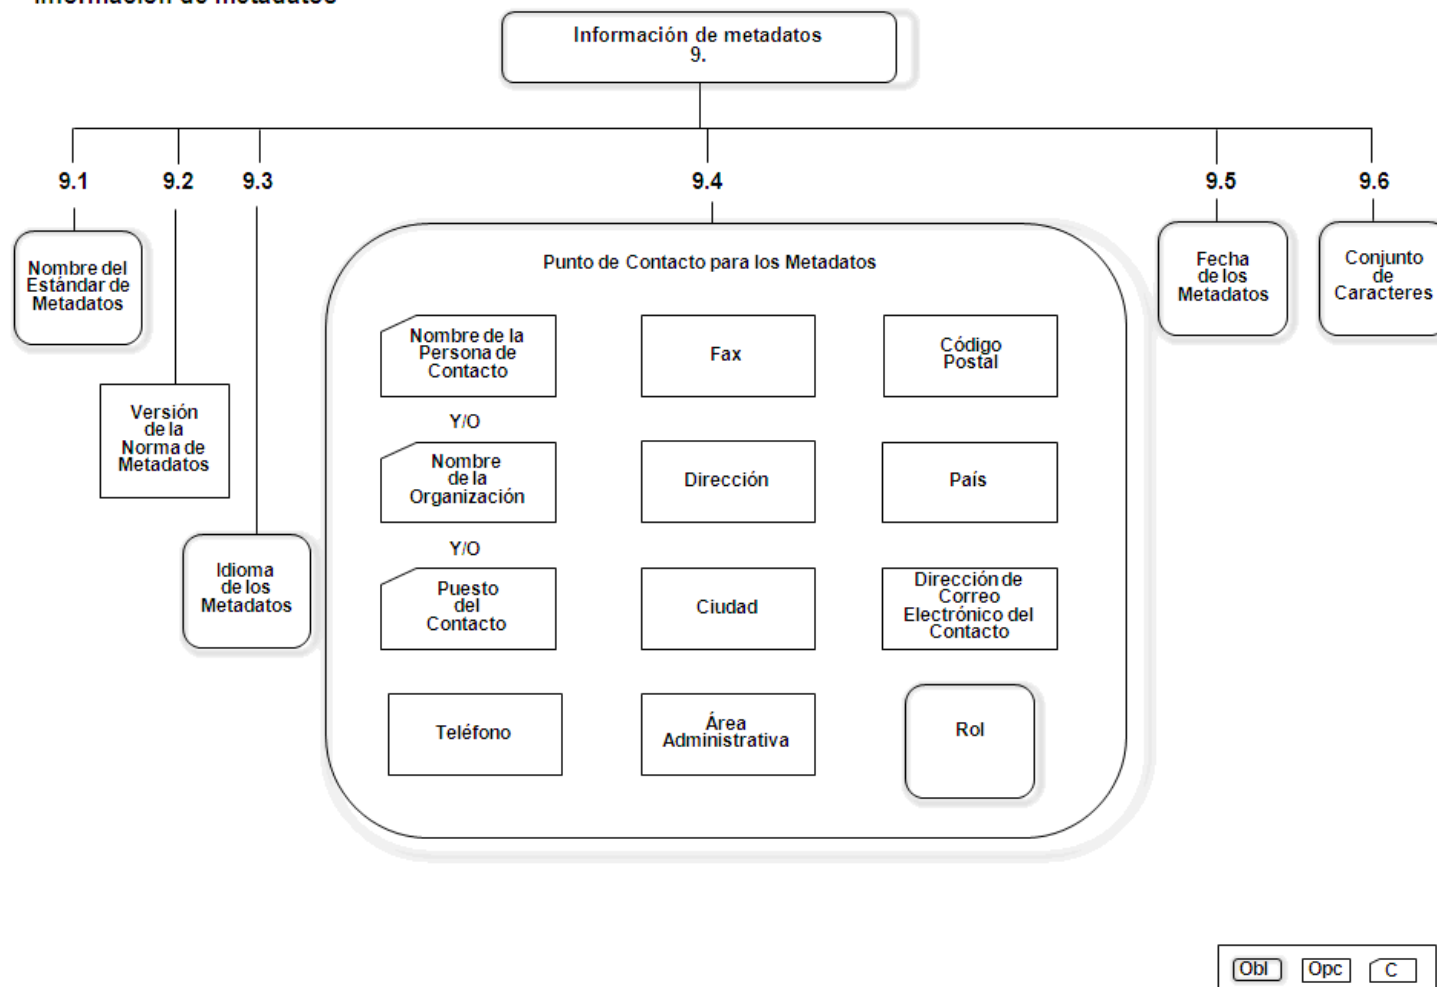 Información de metadatos
Información de metadatos
9.
9.1
9.2
9.3
9.4
9.5
9.6
Nombre del
Estándar de
Metadatos
Versión
de la
Norma de
Metadatos
Idioma
de los
Metadatos
Punto de Contacto para los Metadatos
Nombre de la
Persona de
Contacto
Fax
Código
Postal
Y/O
Nombre
de la
Organización
Dirección
País
Y/O
Puesto
del
Contacto
Ciudad
Dirección de
Correo
Electrónico del
Contacto
Teléfono
Área
Administrativa
Rol
Fecha
de los
Metadatos
Conjunto
de
Caracteres
Obl
Opc
C